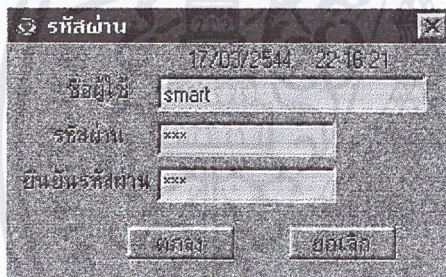 รหัสผ่าน
17/03/2544 22:16:21
ชื่อผู้ใช้ smart
รหัสผ่าน ×××
ยืนยันรหัสผ่าน ×××
ตกลง ยกเลิก